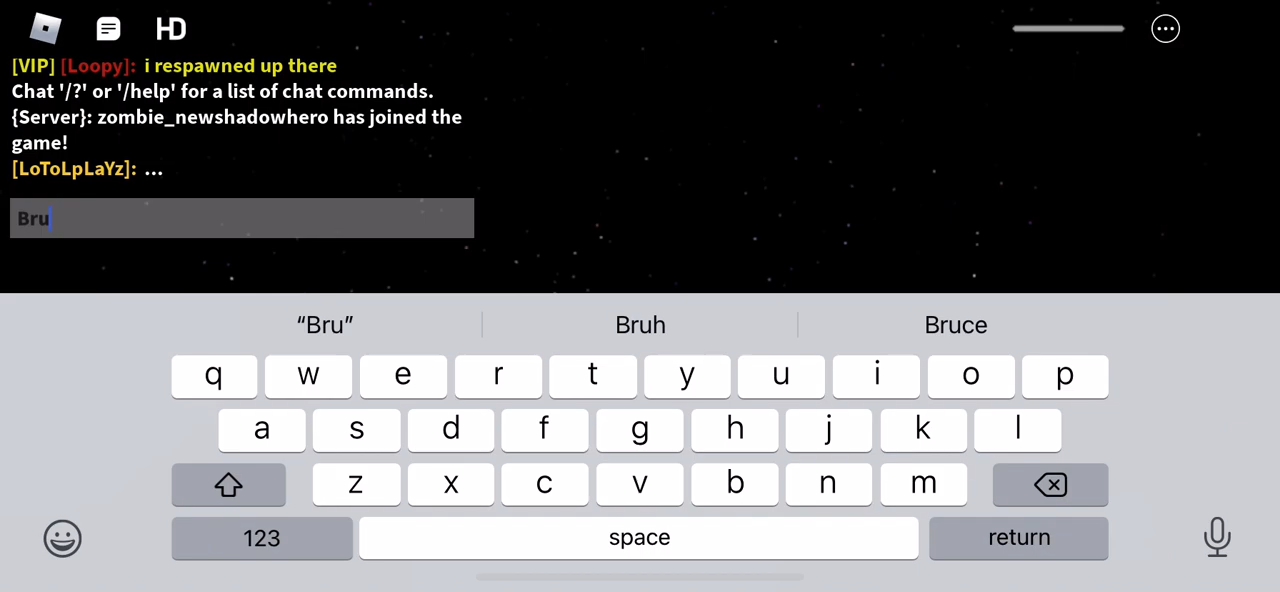 HD
[VIP] [Loopy]: i respawned up there
Chat '/?' or '/help' for a list of chat commands.
{Server}: zombie_newshadowhero has joined the
game!
[LoToLpLaYz]: ...
Bru
“Bru” Bruh Bruce
q w e r t y u i o p
a s d f g h j k l
z x c v b n m
123 space return